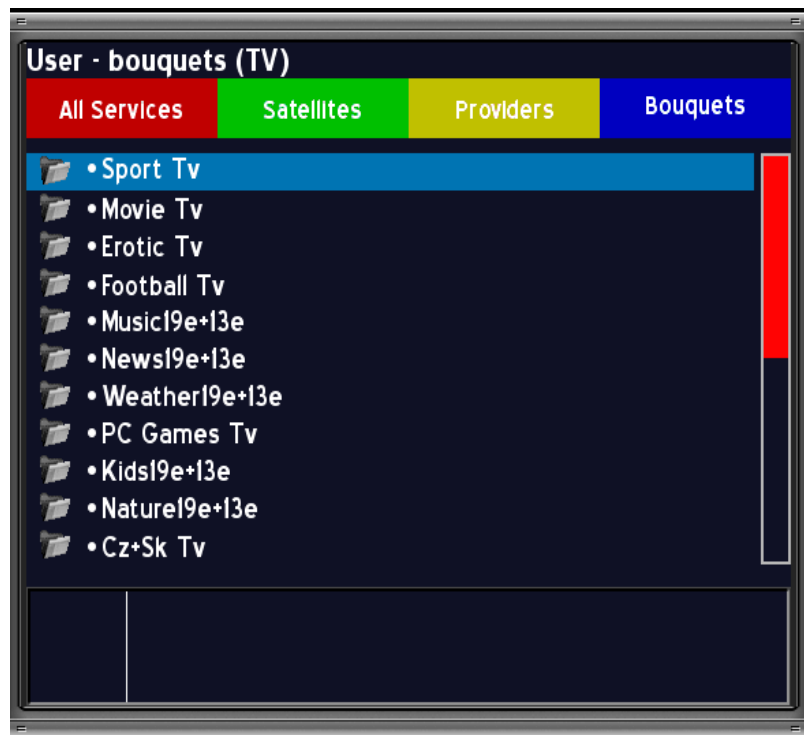 User - bouquets (TV)
All Services Satellites Providers Bouquets
•Sport Tv
•Movie Tv
•Erotic Tv
•Football Tv
•Music19e+13e
•News19e+13e
•Weather19e+13e
•PC Games Tv
•Kids19e+13e
•Nature19e+13e
•Cz+Sk Tv